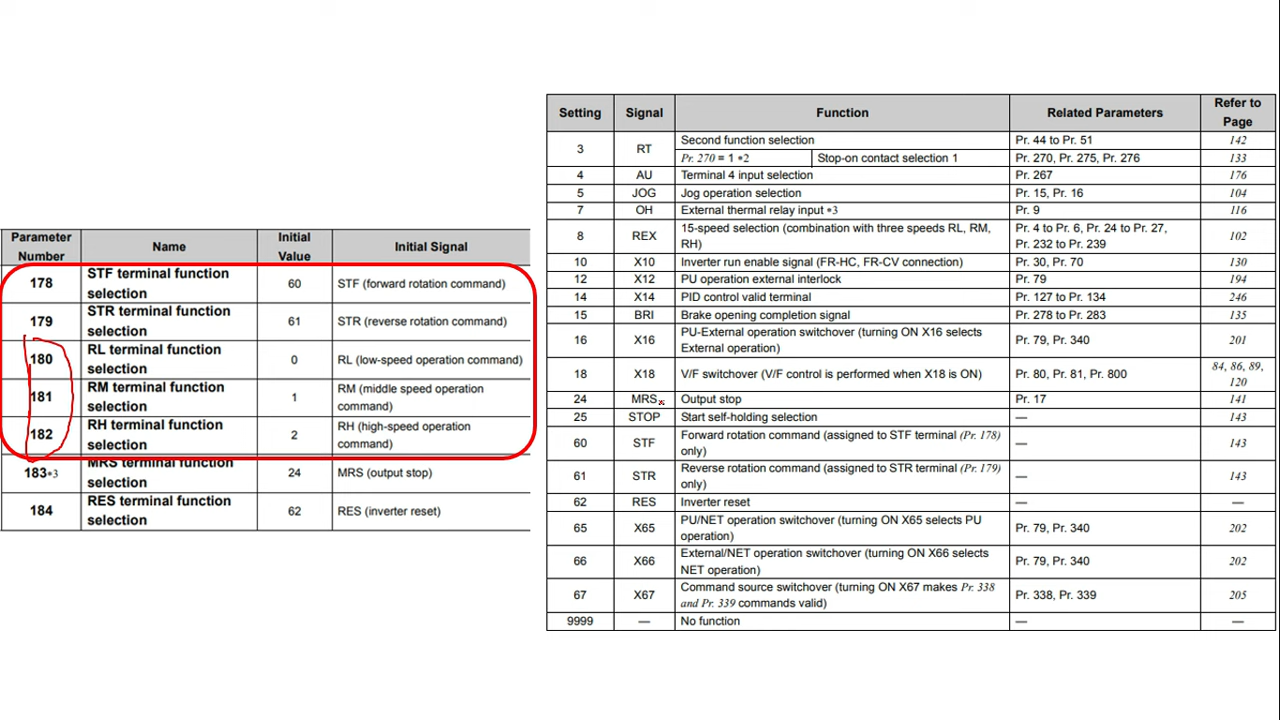 Parameter Number Name Initial Value Initial Signal
178 STF terminal function selection 60 STF (forward rotation command)
179 STR terminal function selection 61 STR (reverse rotation command)
180 RL terminal function selection 0 RL (low-speed operation command)
181 RM terminal function selection 1 RM (middle speed operation command)
182 RH terminal function selection 2 RH (high-speed operation command)
183*3 MRS terminal function selection 24 MRS (output stop)
184 RES terminal function selection 62 RES (inverter reset)
Setting Signal Function Related Parameters Refer to Page
3 RT Second function selection Pr. 44 to Pr. 51 142
Pr. 270 = 1 *2 Stop-on contact selection 1 Pr. 270, Pr. 275, Pr. 276 133
4 AU Terminal 4 input selection Pr. 267 176
5 JOG Jog operation selection Pr. 15, Pr. 16 104
7 OH External thermal relay input *3 Pr. 9 116
8 REX 15-speed selection (combination with three speeds RL, RM, RH) Pr. 4 to Pr. 6, Pr. 24 to Pr. 27, Pr. 232 to Pr. 239 102
10 X10 Inverter run enable signal (FR-HC, FR-CV connection) Pr. 30, Pr. 70 130
12 X12 PU operation external interlock Pr. 79 194
14 X14 PID control valid terminal Pr. 127 to Pr. 134 246
15 BRI Brake opening completion signal Pr. 278 to Pr. 283 135
16 X16 PU-External operation switchover (turning ON X16 selects External operation) Pr. 79, Pr. 340 201
18 X18 V/F switchover (V/F control is performed when X18 is ON) Pr. 80, Pr. 81, Pr. 800 84, 86, 89, 120
24 MRS Output stop Pr. 17 141
25 STOP Start self-holding selection — 143
60 STF Forward rotation command (assigned to STF terminal (Pr. 178) only) — 143
61 STR Reverse rotation command (assigned to STR terminal (Pr. 179) only) — 143
62 RES Inverter reset — —
65 X65 PU/NET operation switchover (turning ON X65 selects PU operation) Pr. 79, Pr. 340 202
66 X66 External/NET operation switchover (turning ON X66 selects NET operation) Pr. 79, Pr. 340 202
67 X67 Command source switchover (turning ON X67 makes Pr. 338 and Pr. 339 commands valid) Pr. 338, Pr. 339 205
9999 — No function — —